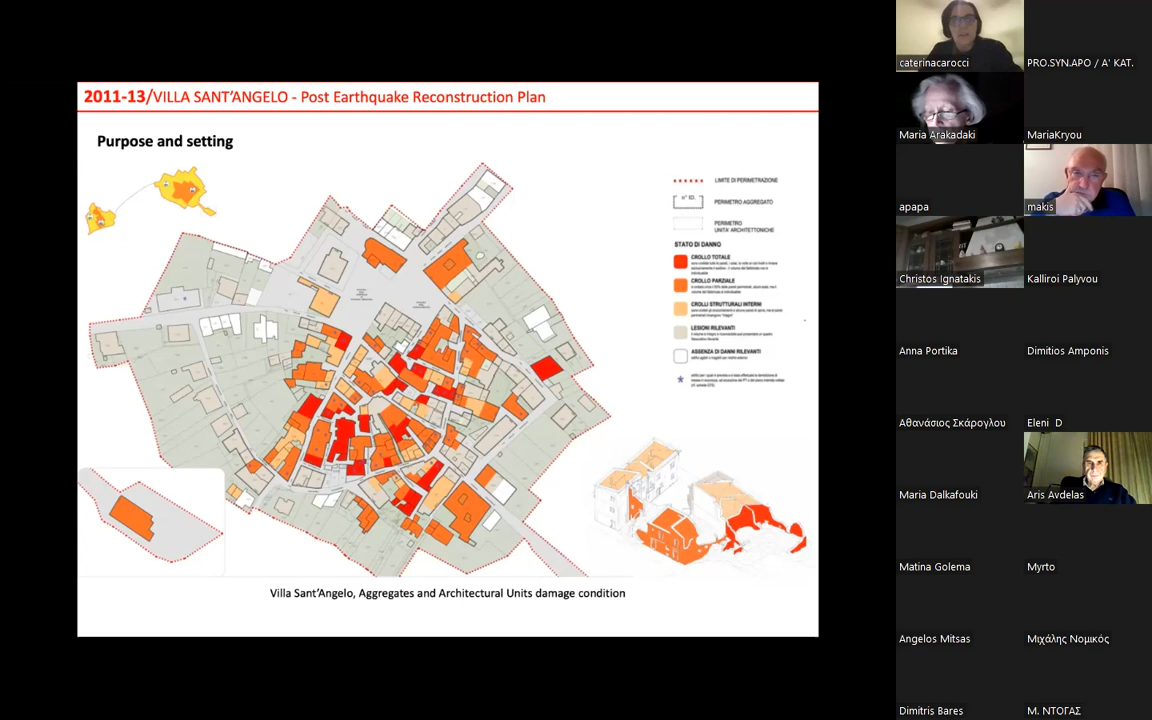 2011-13/VILLA SANT'ANGELO - Post Earthquake Reconstruction Plan
Purpose and setting
LIMITE DI PERIMETRAZIONE
n° ID.
PERIMETRO AGGREGATO
PERIMETRO
UNITA' ARCHITETTONICHE
STATO DI DANNO
CROLLO TOTALE
CROLLO PARZIALE
CROLLI STRUTTURALI INTERNI
LESIONI RILEVANTI
ASSENZA DI DANNI RILEVANTI
Villa Sant'Angelo, Aggregates and Architectural Units damage condition
caterinacarocci
PRO.SYN.APO / A' KAT.
Maria Arakadaki
MariaKryou
apapa
makis
Christos Ignatakis
Kalliroi Palyvou
Anna Portika
Dimitios Amponis
Αθανάσιος Σκάρογλου
Eleni D
Maria Dalkafouki
Aris Avdelas
Matina Golema
Myrto
Angelos Mitsas
Μιχάλης Νομικός
Dimitris Bares
Μ. ΝΤΟΓΑΣ